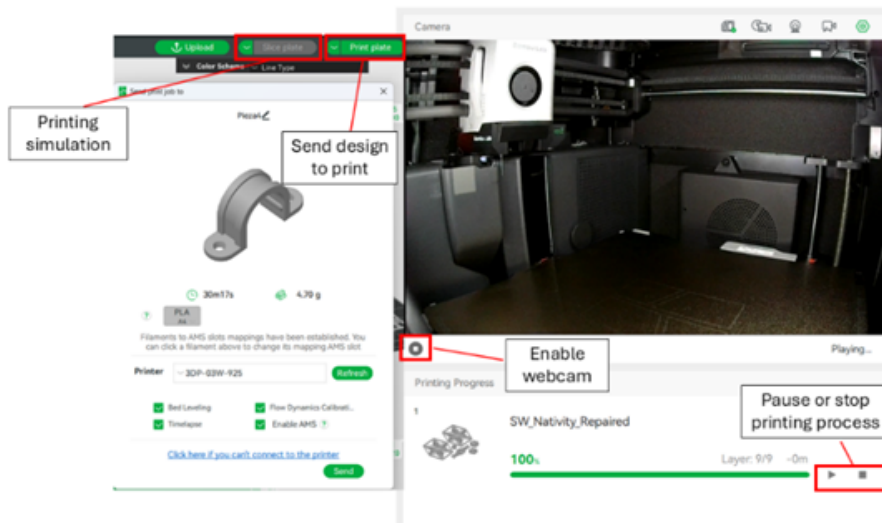 Camera
Upload
Slice plate
Print plate
Color Scheme
Line Type
Send print job to
Printing
simulation
Pieza4
Send design
to print
30m17s
4.70 g
PLA
A4
Filaments to AMS slots mappings have been established. You
can click a filament above to change its mapping AMS slot
Printer
3DP-03W-925
Refresh
Bed Leveling
Flow Dynamics Calibrati...
Timelapse
Enable AMS
Click here if you can't connect to the printer
Send
Enable
webcam
Playing...
Printing Progress
Pause or stop
printing process
1
SW_Nativity_Repaired
100%
Layer: 9/9
-0m